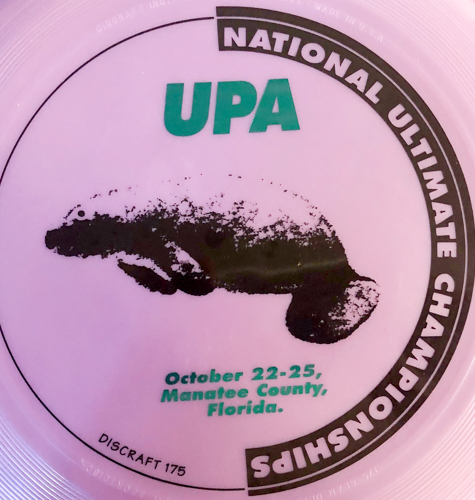 NATIONAL ULTIMATE CHAMPIONSHIPS
UPA
October 22-25,
Manatee County,
Florida.
DISCRAFT 175